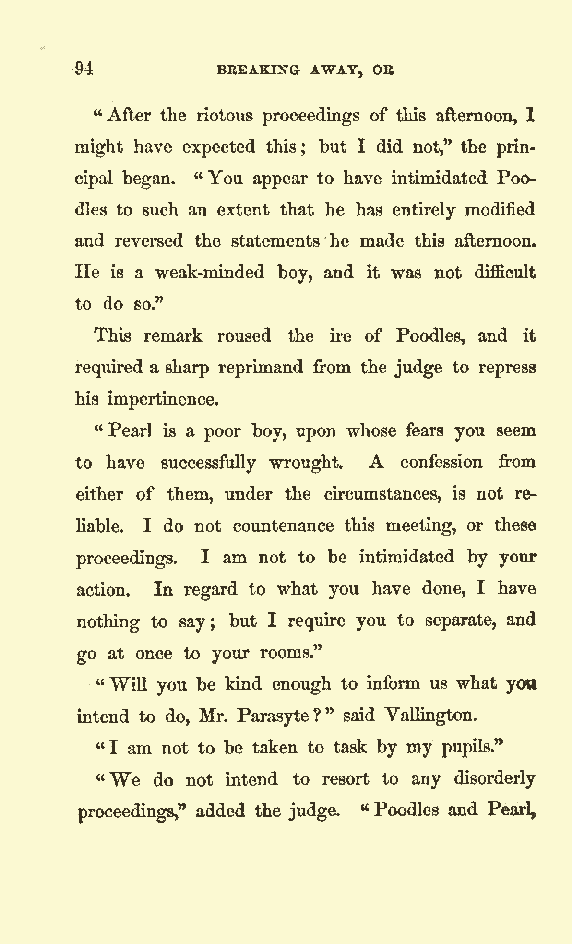 94 BREAKING AWAY, OR
“After the riotous proceedings of this afternoon, I
might have expected this; but I did not,” the prin-
cipal began. “You appear to have intimidated Poo-
dles to such an extent that he has entirely modified
and reversed the statements he made this afternoon.
He is a weak-minded boy, and it was not difficult
to do so.”
This remark roused the ire of Poodles, and it
required a sharp reprimand from the judge to repress
his impertinence.
“Pearl is a poor boy, upon whose fears you seem
to have successfully wrought. A confession from
either of them, under the circumstances, is not re-
liable. I do not countenance this meeting, or these
proceedings. I am not to be intimidated by your
action. In regard to what you have done, I have
nothing to say; but I require you to separate, and
go at once to your rooms.”
“Will you be kind enough to inform us what you
intend to do, Mr. Parasyte?” said Vallington.
“I am not to be taken to task by my pupils.”
“We do not intend to resort to any disorderly
proceedings,” added the judge. “Poodles and Pearl,